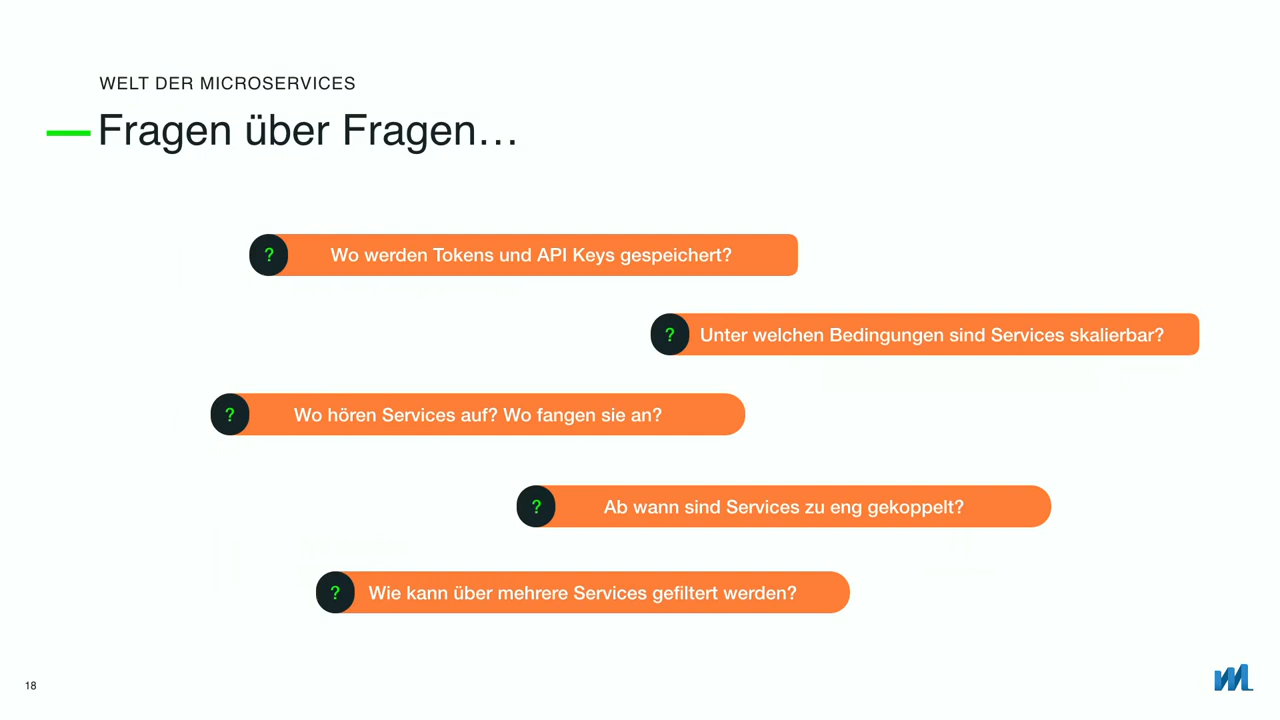 WELT DER MICROSERVICES
Fragen über Fragen…
? Wo werden Tokens und API Keys gespeichert?
? Unter welchen Bedingungen sind Services skalierbar?
? Wo hören Services auf? Wo fangen sie an?
? Ab wann sind Services zu eng gekoppelt?
? Wie kann über mehrere Services gefiltert werden?
18